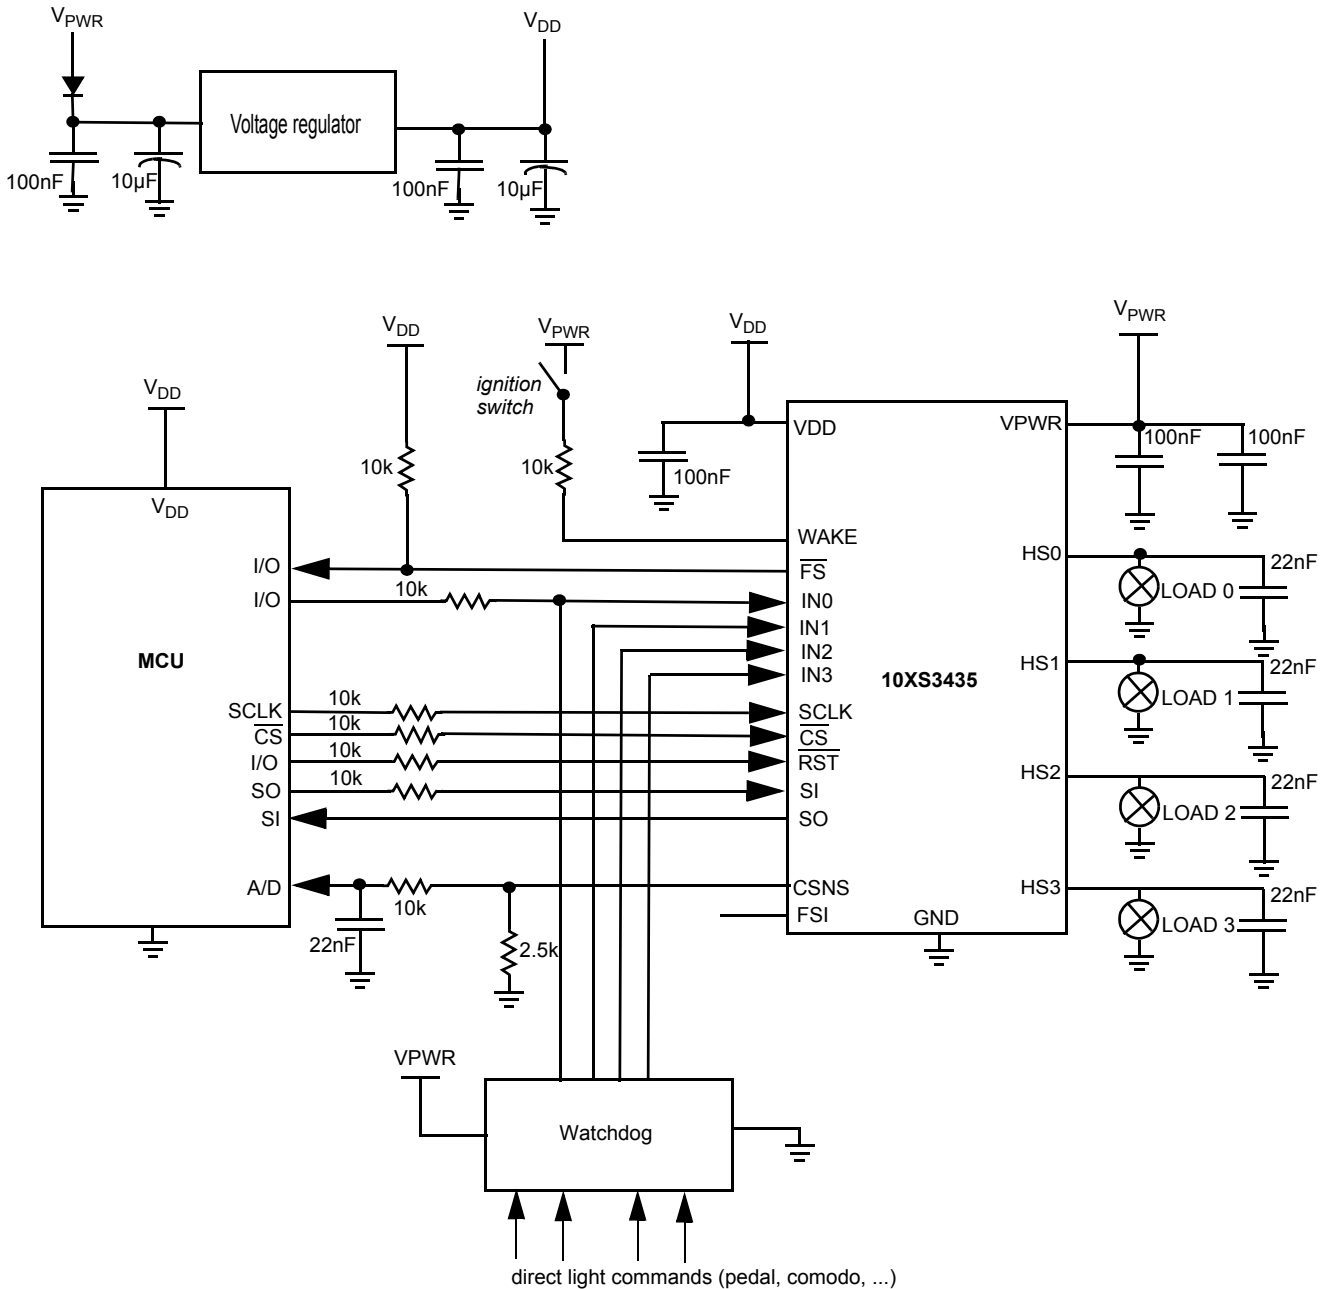 VPWR
VDD
Voltage regulator
100nF
10µF
100nF
10µF
VDD
VPWR
VDD
VPWR
ignition
switch
VDD
VDD
10k
10k
100nF
VDD
VPWR
100nF
100nF
WAKE
HS0
I/O
FS
22nF
10k
I/O
IN0
LOAD 0
IN1
IN2
IN3
MCU
10XS3435
HS1
22nF
LOAD 1
10k
SCLK
SCLK
10k
CS
CS
10k
I/O
RST
10k
SO
SI
SI
SO
HS2
22nF
LOAD 2
A/D
10k
CSNS
FSI
GND
HS3
22nF
LOAD 3
22nF
2.5k
VPWR
Watchdog
direct light commands (pedal, comodo, ...)